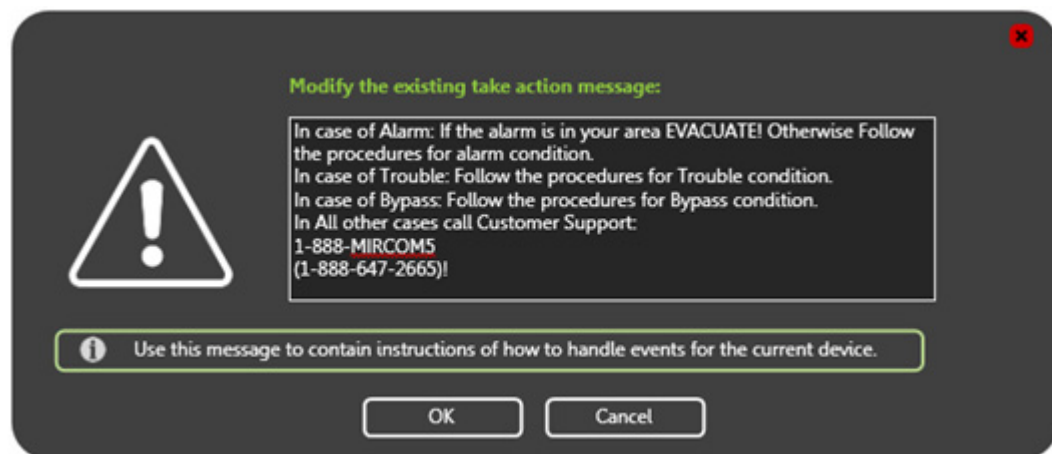 Modify the existing take action message:
In case of Alarm: If the alarm is in your area EVACUATE! Otherwise Follow
the procedures for alarm condition.
In case of Trouble: Follow the procedures for Trouble condition.
In case of Bypass: Follow the procedures for Bypass condition.
In All other cases call Customer Support:
1-888-MIRCOM5
(1-888-647-2665)!
Use this message to contain instructions of how to handle events for the current device.
OK
Cancel